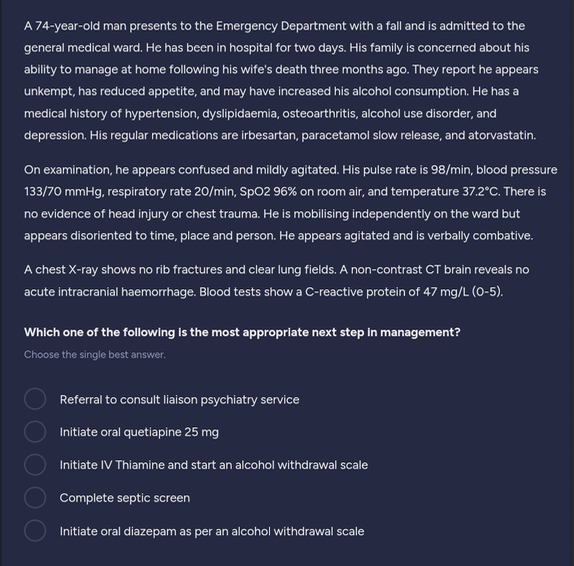 A 74-year-old man presents to the Emergency Department with a fall and is admitted to the
general medical ward. He has been in hospital for two days. His family is concerned about his
ability to manage at home following his wife's death three months ago. They report he appears
unkempt, has reduced appetite, and may have increased his alcohol consumption. He has a
medical history of hypertension, dyslipidaemia, osteoarthritis, alcohol use disorder, and
depression. His regular medications are irbesartan, paracetamol slow release, and atorvastatin.
On examination, he appears confused and mildly agitated. His pulse rate is 98/min, blood pressure
133/70 mmHg, respiratory rate 20/min, SpO2 96% on room air, and temperature 37.2°C. There is
no evidence of head injury or chest trauma. He is mobilising independently on the ward but
appears disoriented to time, place and person. He appears agitated and is verbally combative.
A chest X-ray shows no rib fractures and clear lung fields. A non-contrast CT brain reveals no
acute intracranial haemorrhage. Blood tests show a C-reactive protein of 47 mg/L (0-5).
Which one of the following is the most appropriate next step in management?
Choose the single best answer.
Referral to consult liaison psychiatry service
Initiate oral quetiapine 25 mg
Initiate IV Thiamine and start an alcohol withdrawal scale
Complete septic screen
Initiate oral diazepam as per an alcohol withdrawal scale